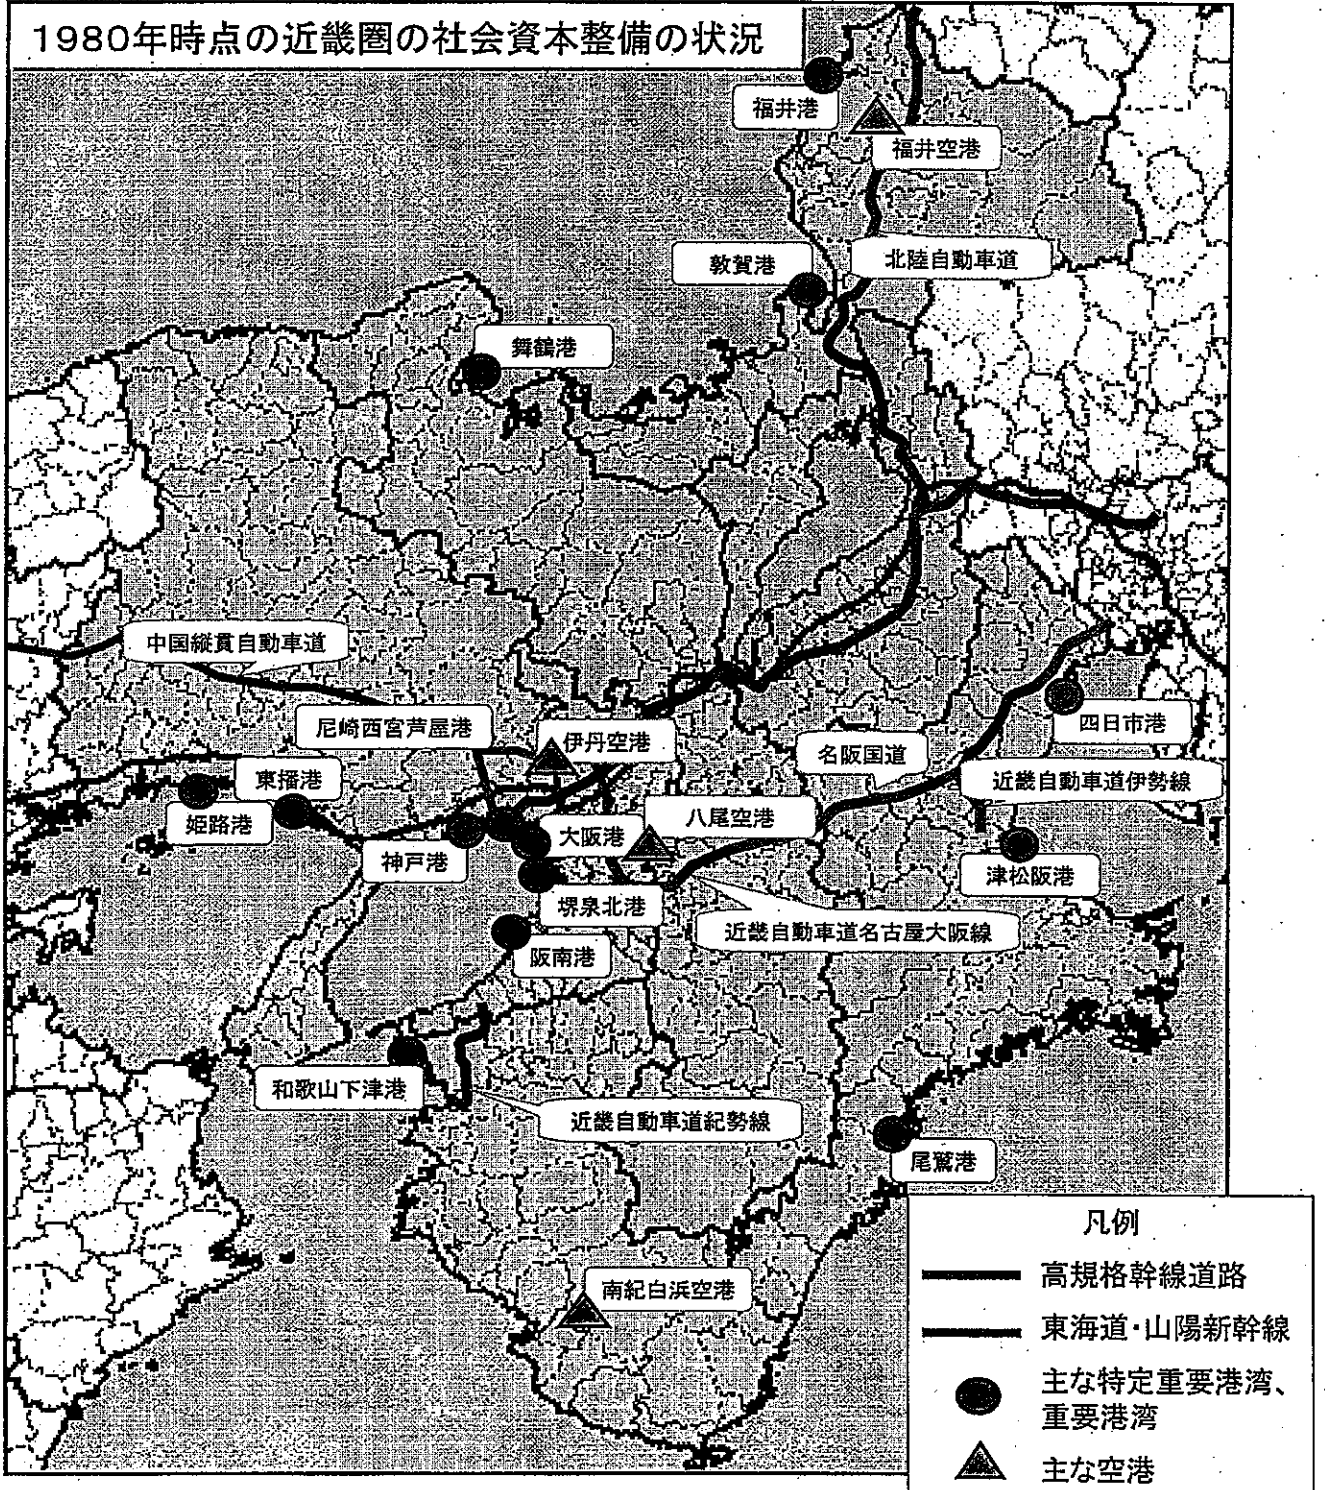 1980年時点の近畿圏の社会資本整備の状況
福井港
福井空港
敦賀港
北陸自動車道
舞鶴港
中国縦貫自動車道
尼崎西宮芦屋港
伊丹空港
四日市港
名阪国道
東播港
近畿自動車道伊勢線
姫路港
八尾空港
大阪港
神戸港
津松阪港
堺泉北港
近畿自動車道名古屋大阪線
阪南港
和歌山下津港
近畿自動車道紀勢線
尾鷲港
南紀白浜空港
凡例
高規格幹線道路
東海道・山陽新幹線
主な特定重要港湾、
重要港湾
主な空港